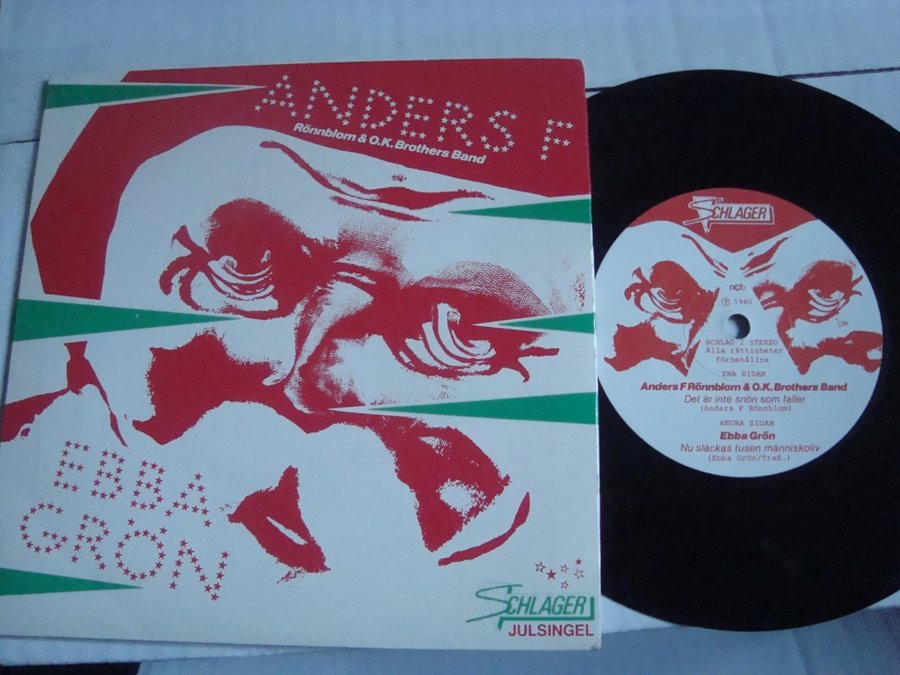 ANDERS F
Rönnblom & O.K. Brothers Band
EBBA
GRÖN
SCHLAGER
JULSINGEL
SCHLAGER
ncb
Ⓟ 1980
SCHLAG 2 STEREO
Alla rättigheter
förbehållna
ENA SIDAN
Anders F Rönnblom & O.K. Brothers Band
Det är inte snön som faller
(Anders F Rönnblom)
ANDRA SIDAN
Ebba Grön
Nu släckas tusen människoliv
(Ebba Grön/Trad.)